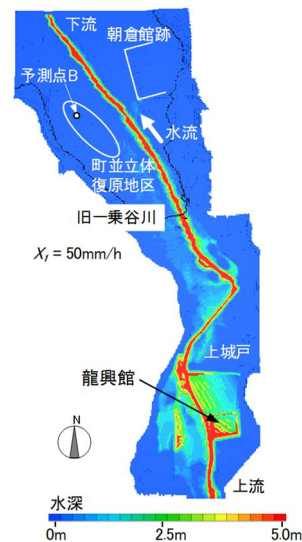 下流
朝倉館跡
予測点B
水流
町並立体
復原地区
旧一乗谷川
X_I = 50mm/h
上城戸
龍興館
N
上流
水深
0m 2.5m 5.0m